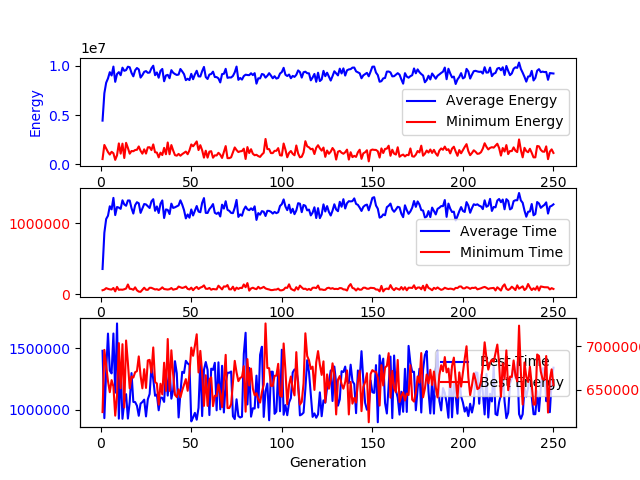 1e7
1.0
0.5
0.0
Energy
Average Energy
Minimum Energy
0 50 100 150 200 250
1000000
0
Average Time
Minimum Time
0 50 100 150 200 250
1500000
1000000
Best Time
Best Energy
7000000
6500000
0 50 100 150 200 250
Generation